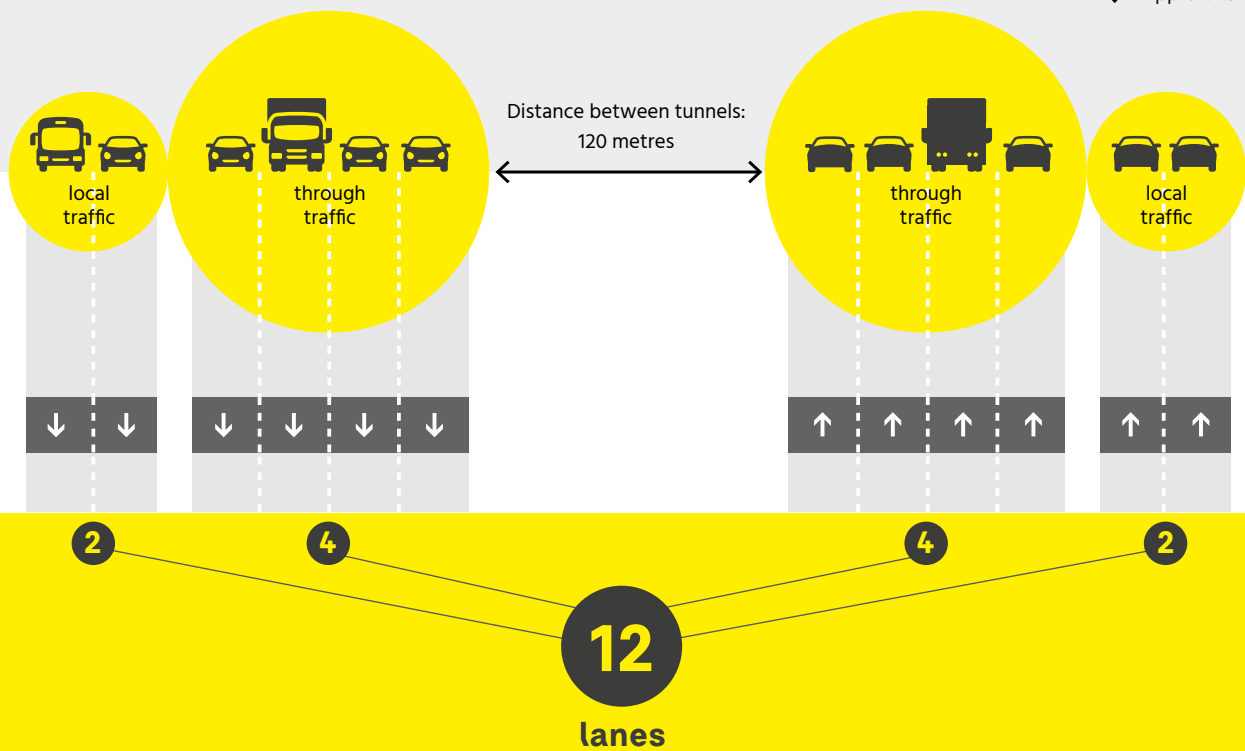 Distance between tunnels:
120 metres
local
traffic
through
traffic
through
traffic
local
traffic
2
4
4
2
12
lanes